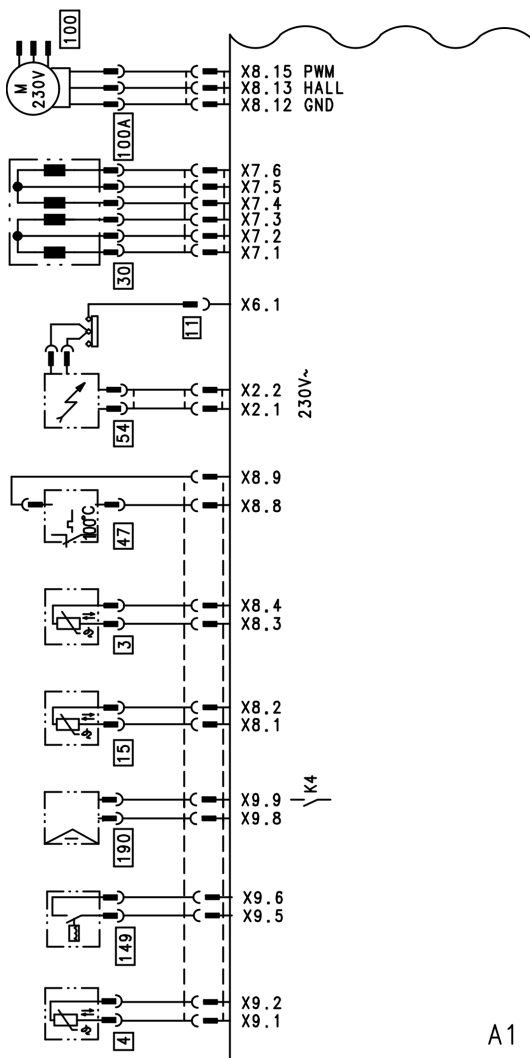 100
M
230V
X8.15 PWM
X8.13 HALL
X8.12 GND
100A
X7.6
X7.5
X7.4
X7.3
X7.2
X7.1
30
X6.1
11
X2.2
X2.1
230V~
54
X8.9
X8.8
100°C
47
X8.4
X8.3
3
X8.2
X8.1
15
X9.9
K4
X9.8
190
X9.6
X9.5
149
X9.2
X9.1
4
A1